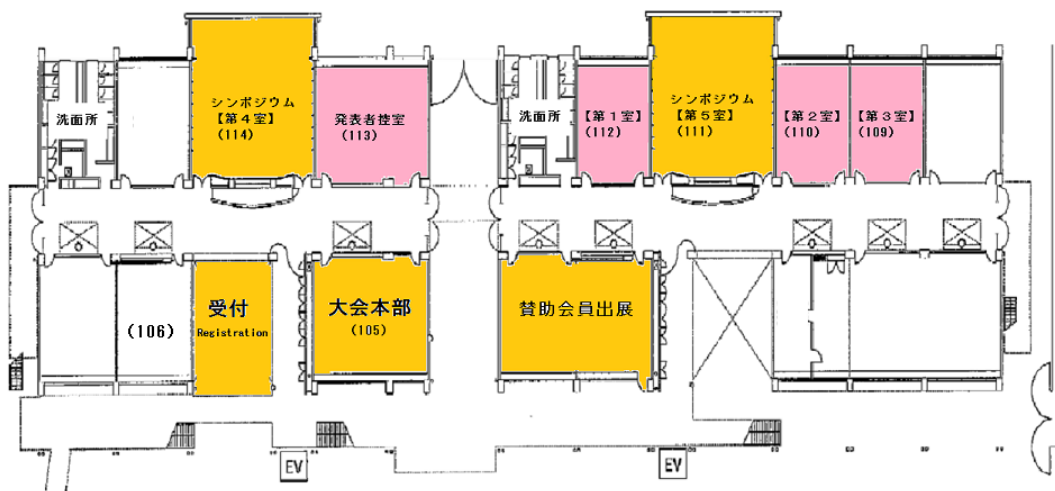 洗面所
シンポジウム
【第４室】
(114)
発表者控室
(113)
洗面所
【第１室】
(112)
シンポジウム
【第５室】
(111)
【第２室】
(110)
【第３室】
(109)
(106)
受付
Registration
大会本部
(105)
賛助会員出展
EV
EV